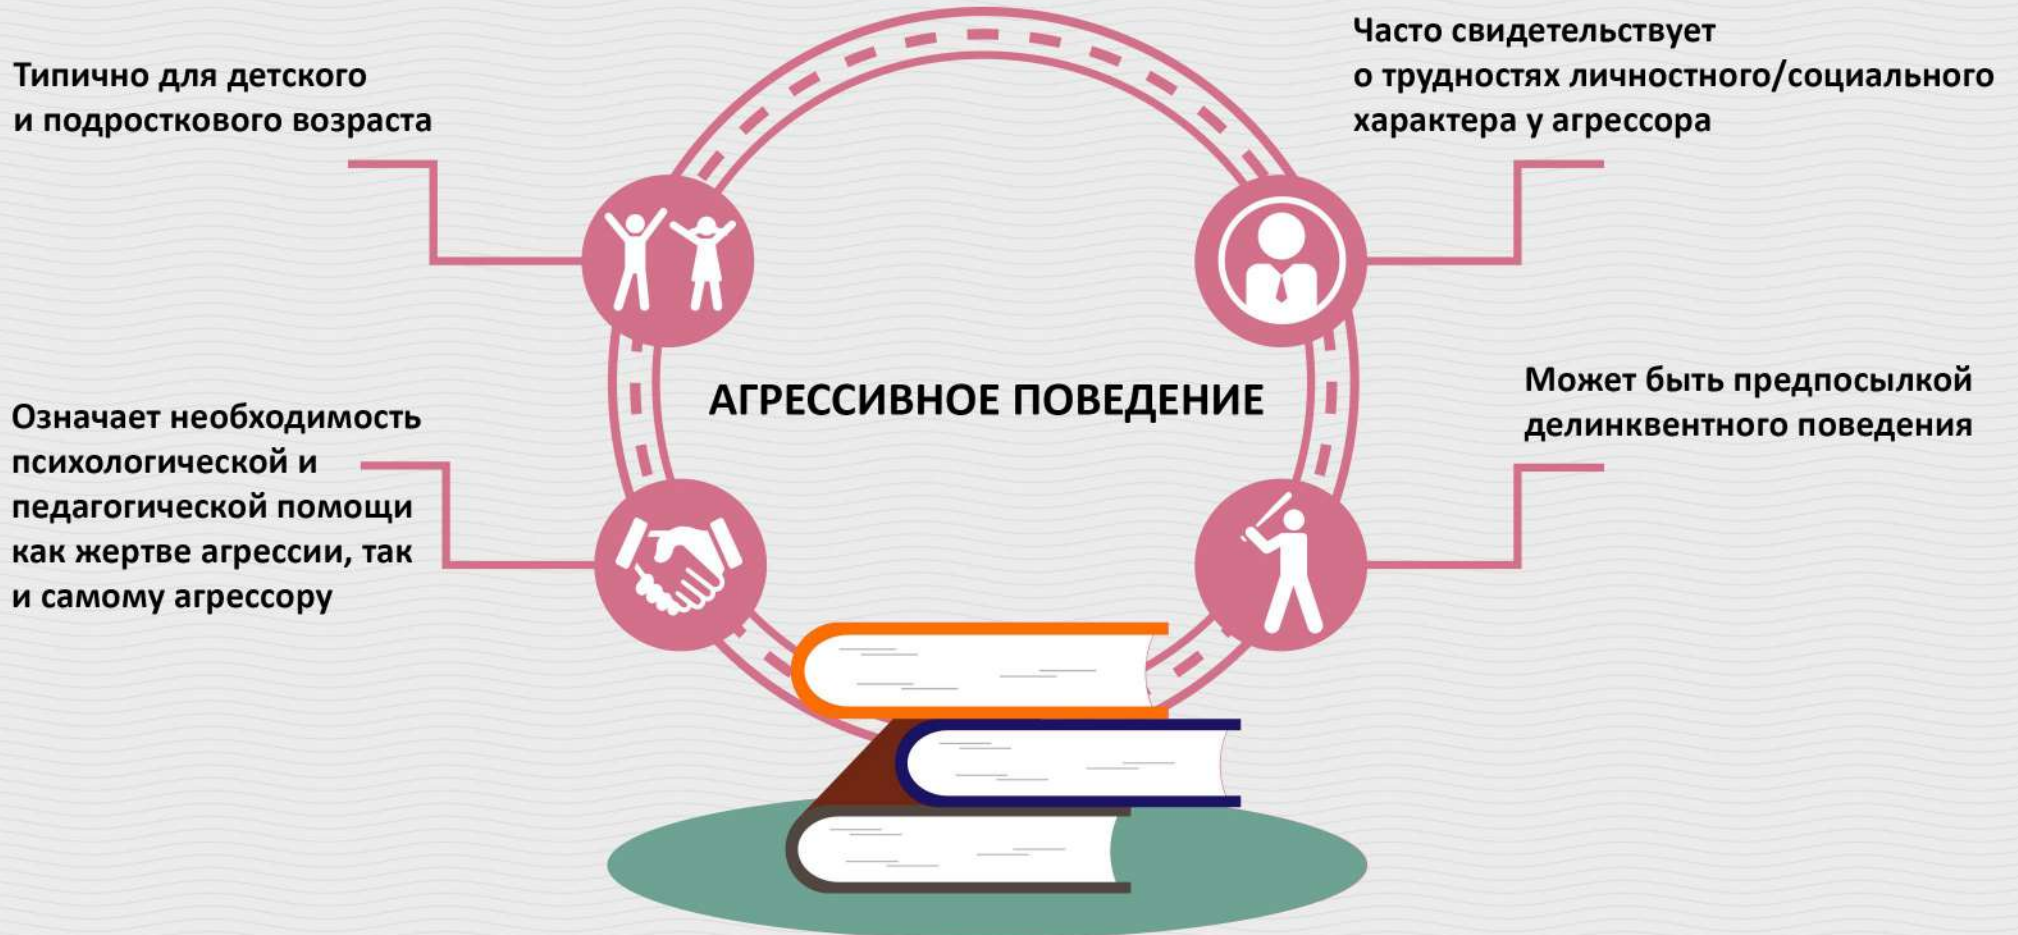 Типично для детского
и подросткового возраста
Часто свидетельствует
о трудностях личностного/социального
характера у агрессора
АГРЕССИВНОЕ ПОВЕДЕНИЕ
Означает необходимость
психологической и
педагогической помощи
как жертве агрессии, так
и самому агрессору
Может быть предпосылкой
делинквентного поведения